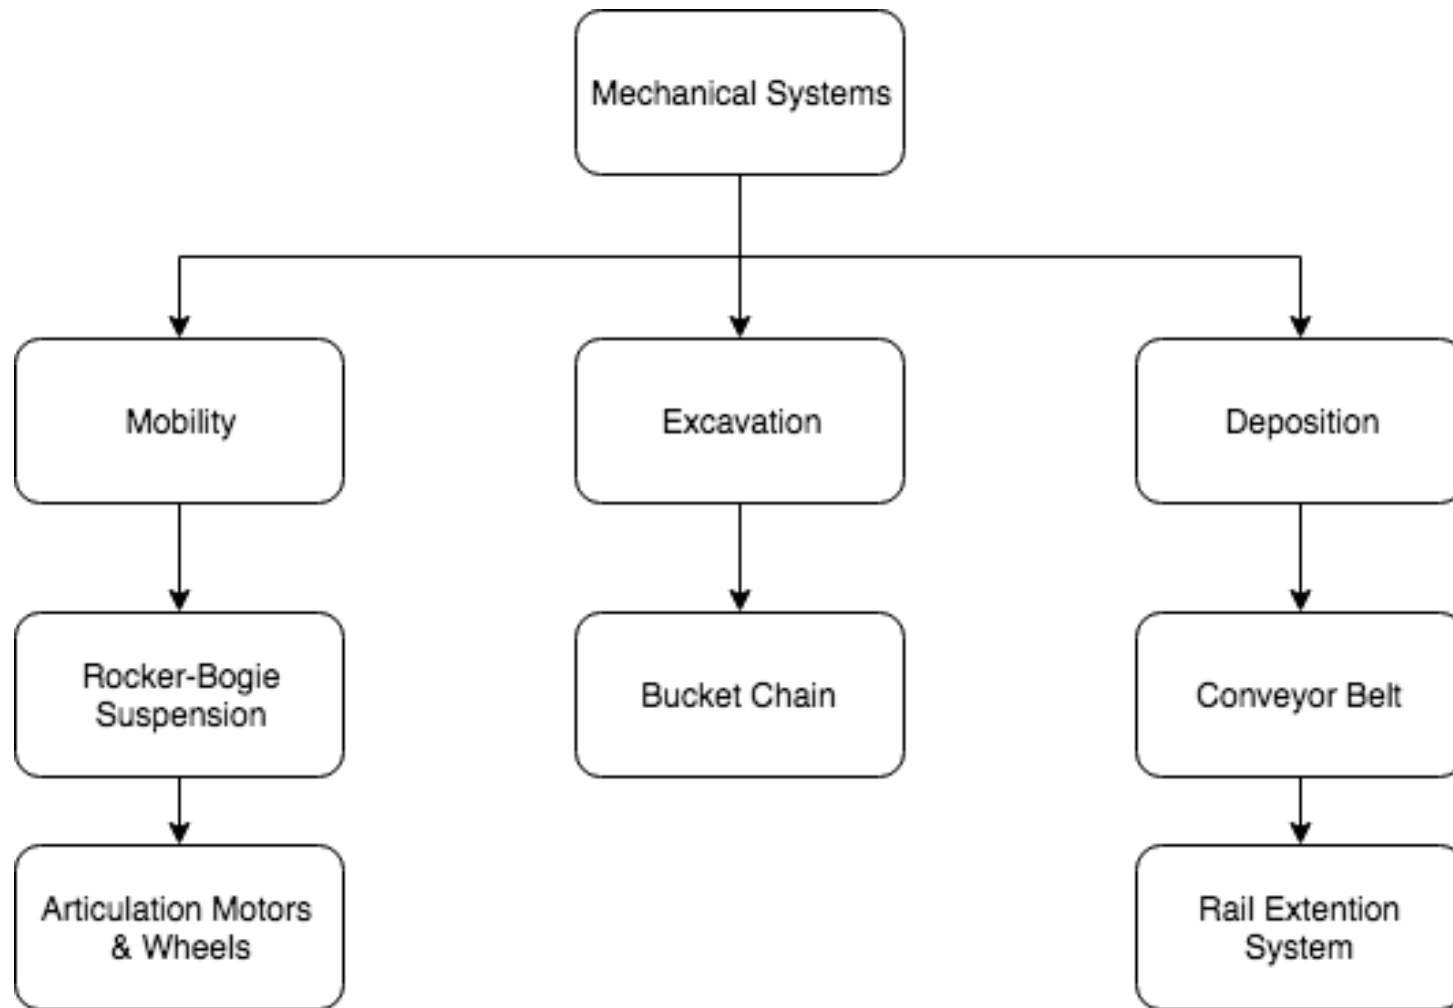 Mechanical Systems
Mobility
Excavation
Deposition
Rocker-Bogie
Suspension
Bucket Chain
Conveyor Belt
Articulation Motors
& Wheels
Rail Extention
System